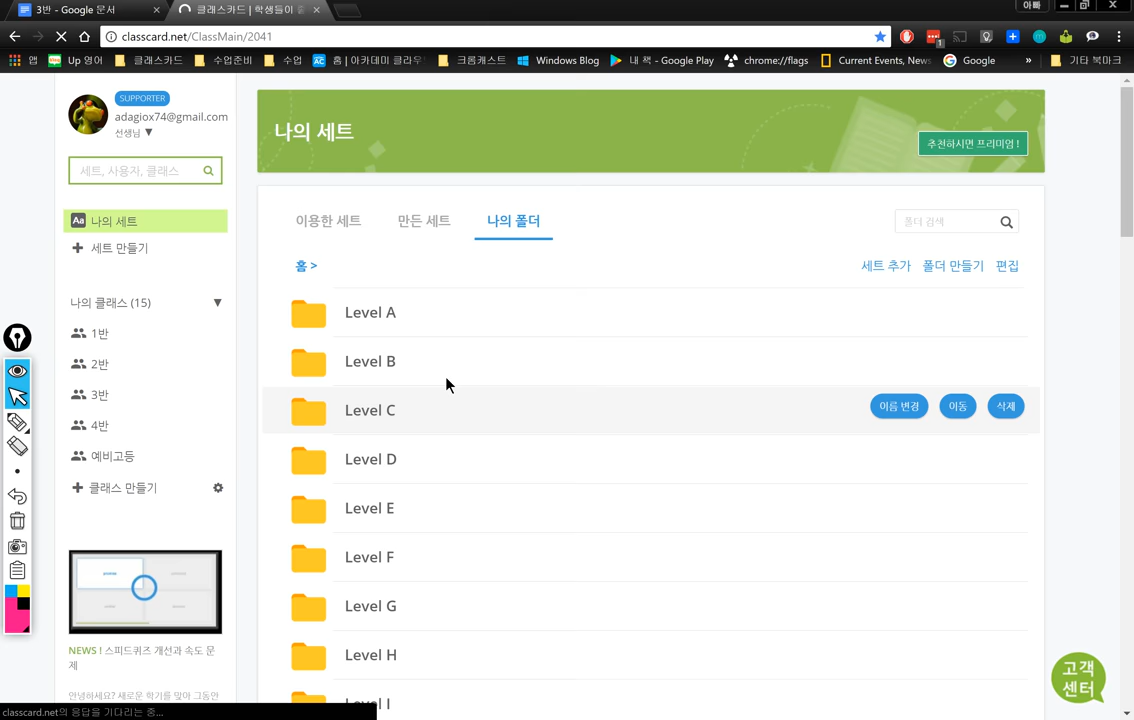 3반 - Google 문서
클래스카드 | 학생들이 좋
아빠
classcard.net/ClassMain/2041
앱
Up 영어
클래스카드
수업준비
수업
AC
홈 | 아카데미 클라우
크롬캐스트
Windows Blog
내 책 - Google Play
chrome://flags
Current Events, News
Google
»
기타 북마크
1
SUPPORTER
adagiox74@gmail.com
선생님 ▼
세트, 사용자, 클래스
Aa 나의 세트
+ 세트 만들기
나의 클래스 (15) ▼
1반
2반
3반
4반
예비고등
+ 클래스 만들기
NEWS ! 스피드퀴즈 개선과 속도 문
제
안녕하세요? 새로운 학기를 맞아 그동안
classcard.net의 응답을 기다리는 중...
나의 세트
추천하시면 프리미엄 !
이용한 세트
만든 세트
나의 폴더
폴더 검색
홈 >
세트 추가
폴더 만들기
편집
Level A
Level B
Level C
이름 변경
이동
삭제
Level D
Level E
Level F
Level G
Level H
Level I
고객
센터